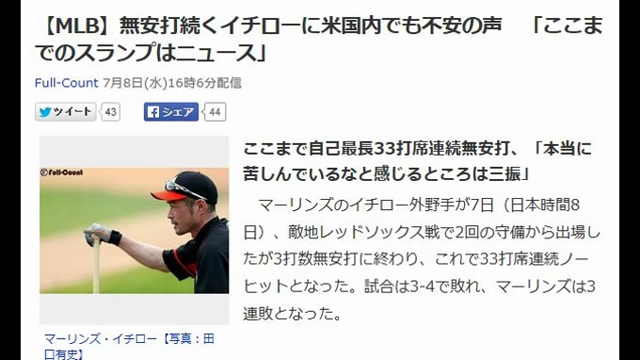 【MLB】無安打続くイチローに米国内でも不安の声　「ここま
でのスランプはニュース」
Full-Count 7月8日(水)16時6分配信
ツイート 43 シェア 44
Full-Count
ここまで自己最長33打席連続無安打、「本当に
苦しんでいるなと感じるところは三振」
マーリンズのイチロー外野手が7日（日本時間8
日）、敵地レッドソックス戦で2回の守備から出場し
たが3打数無安打に終わり、これで33打席連続ノー
ヒットとなった。試合は3-4で敗れ、マーリンズは3
連敗となった。
マーリンズ・イチロー【写真：田
口有史】